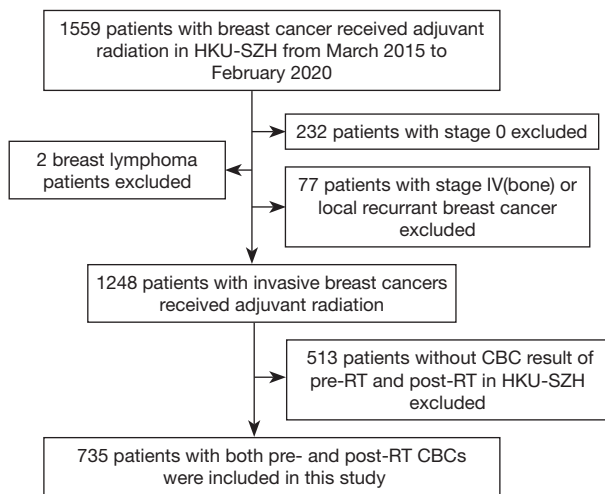 1559 patients with breast cancer received adjuvant
radiation in HKU-SZH from March 2015 to
February 2020
232 patients with stage 0 excluded
2 breast lymphoma
patients excluded
77 patients with stage IV(bone) or
local recurrant breast cancer
excluded
1248 patients with invasive breast cancers
received adjuvant radiation
513 patients without CBC result of
pre-RT and post-RT in HKU-SZH
excluded
735 patients with both pre- and post-RT CBCs
were included in this study